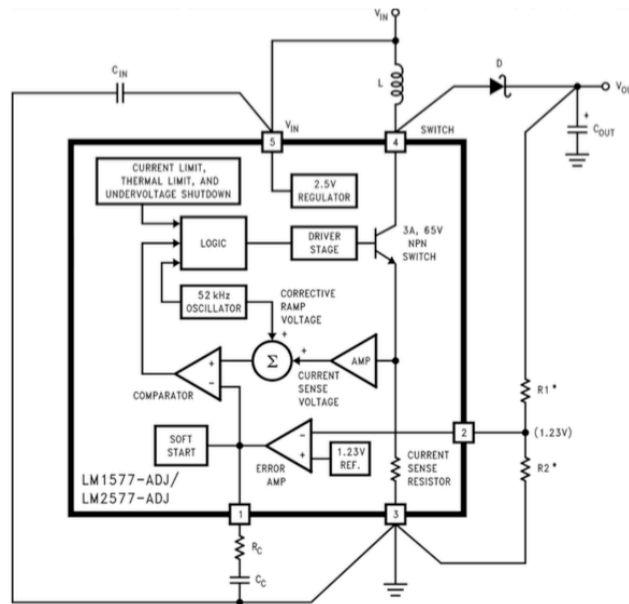 VIN
CIN
L
D
VOU
+
COUT
VIN
5
4
SWITCH
CURRENT LIMIT,
THERMAL LIMIT, AND
UNDERVOLTAGE SHUTDOWN
2.5V
REGULATOR
LOGIC
DRIVER
STAGE
3A, 65V
NPN
SWITCH
52 kHz
OSCILLATOR
CORRECTIVE
RAMP
VOLTAGE
+
Σ
+
AMP
CURRENT
SENSE
VOLTAGE
+
−
COMPARATOR
R1*
2
(1.23V)
SOFT
START
−
+
ERROR
AMP
1.23V
REF.
CURRENT
SENSE
RESISTOR
R2*
LM1577-ADJ/
LM2577-ADJ
1
3
RC
CC